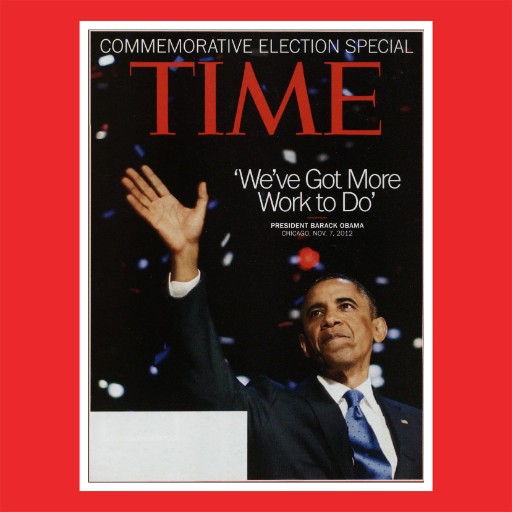 COMMEMORATIVE ELECTION SPECIAL
TIME
‘We’ve Got More
Work to Do’
PRESIDENT BARACK OBAMA
CHICAGO, NOV. 7, 2012